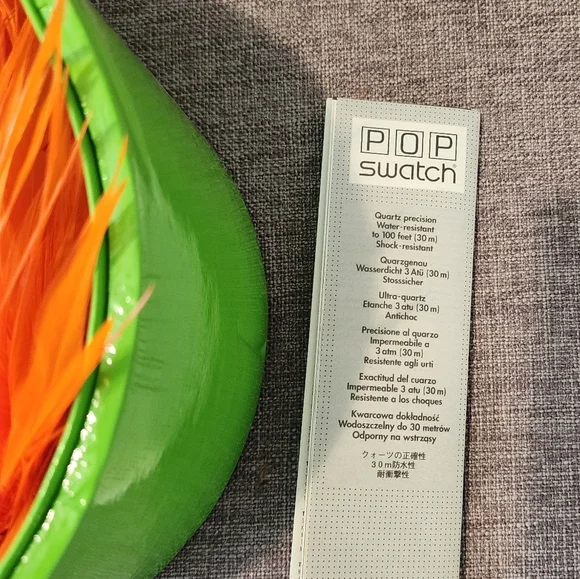 POP
swatch
Quartz precision
Water-resistant
to 100 feet (30 m)
Shock-resistant
Quarzgenau
Wasserdicht 3 Atü (30 m)
Stosssicher
Ultra-quartz
Etanche 3 atu (30 m)
Antichoc
Precisione al quarzo
Impermeabile a
3 atm (30 m)
Resistente agli urti
Exactitud del cuarzo
Impermeable 3 atu (30 m)
Resistente a los choques
Kwarcowa dokładność
Wodoszczelny do 30 metrów
Odporny na wstrząsy
クォーツの正確性
30m防水性
耐衝撃性